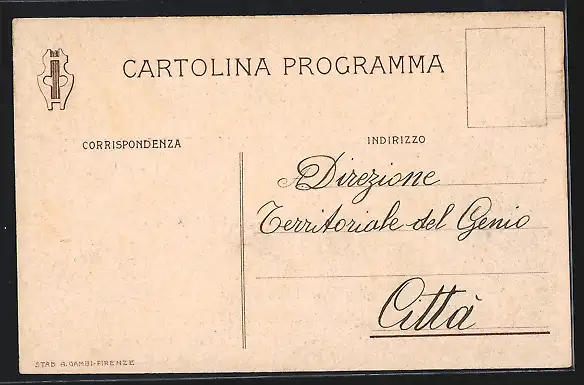 CARTOLINA PROGRAMMA
CORRISPONDENZA
INDIRIZZO
A Direzione
Territoriale del Genio
Città
STAB A. GAMBI-FIRENZE